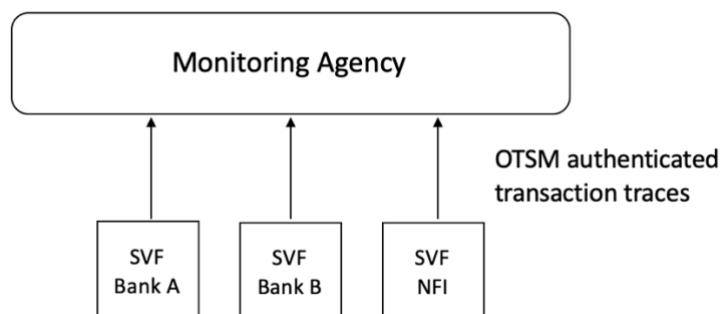 Monitoring Agency
OTSM authenticated
transaction traces
SVF
Bank A
SVF
Bank B
SVF
NFI